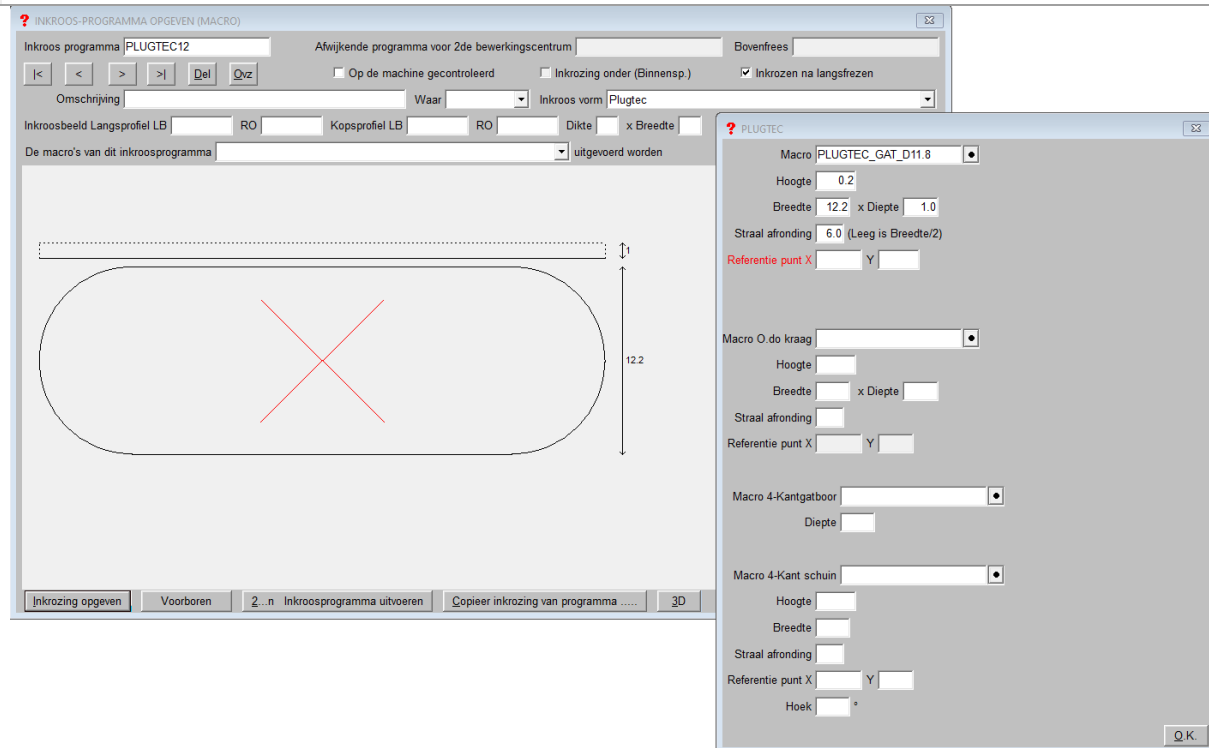 ? INKROOS-PROGRAMMA OPGEVEN (MACRO)
Inkroos programma PLUGTEC12 Afwijkende programma voor 2de bewerkingscentrum Bovenfrees
|< < > >| Del Ovz Op de machine gecontroleerd Inkrozing onder (Binnensp.) Inkrozen na langsfrezen
Omschrijving Waar Inkroos vorm Plugtec
Inkroosbeeld Langsprofiel LB RO Kopsprofiel LB RO Dikte x Breedte
De macro's van dit inkroosprogramma uitgevoerd worden
1
12.2
Inkrozing opgeven Voorboren 2...n Inkroosprogramma uitvoeren Copieer inkrozing van programma ..... 3D
? PLUGTEC
Macro PLUGTEC_GAT_D11.8
Hoogte 0.2
Breedte 12.2 x Diepte 1.0
Straal afronding 6.0 (Leeg is Breedte/2)
Referentie punt X Y
Macro O.do kraag
Hoogte
Breedte x Diepte
Straal afronding
Referentie punt X Y
Macro 4-Kantgatboor
Diepte
Macro 4-Kant schuin
Hoogte
Breedte
Straal afronding
Referentie punt X Y
Hoek °
O.K.